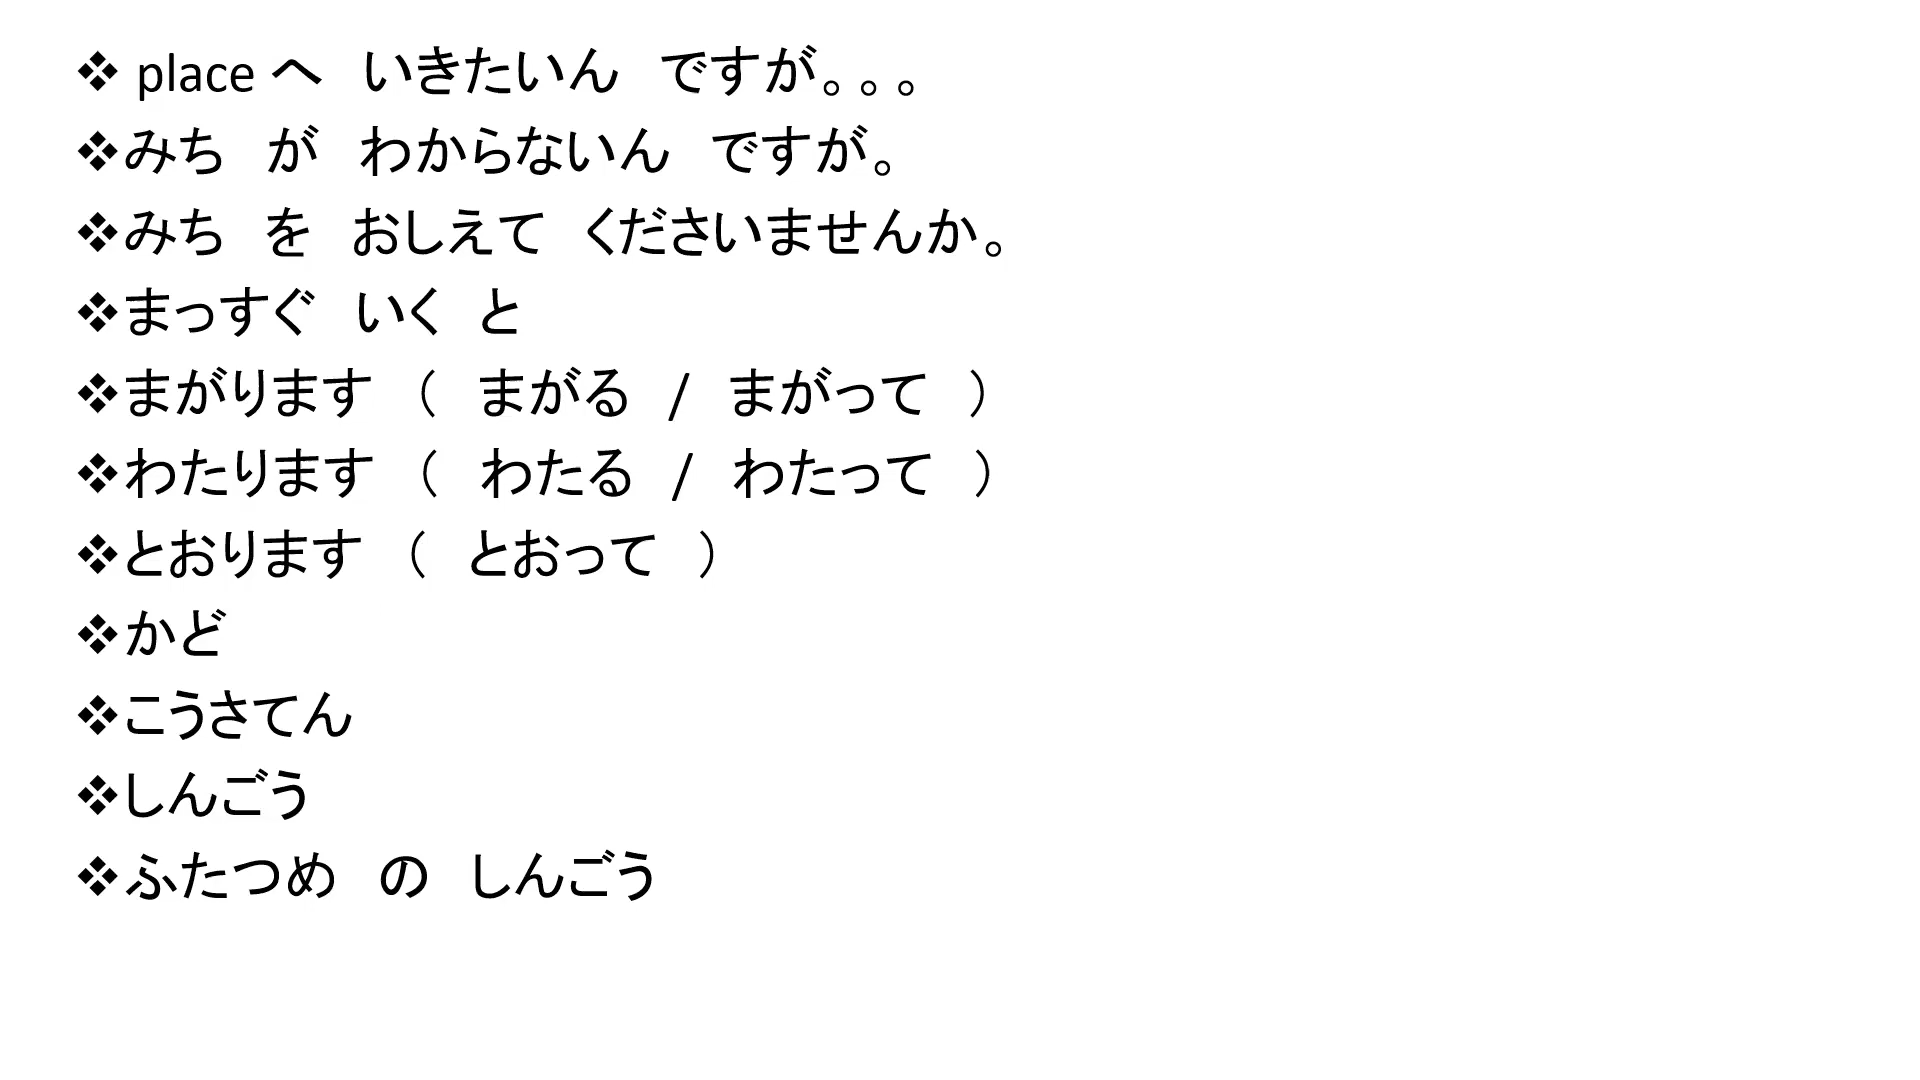 ❖ place へ　いきたいん　ですが。。。
❖みち　が　わからないん　ですが。
❖みち　を　おしえて　くださいませんか。
❖まっすぐ　いく　と
❖まがります　（　まがる　/　まがって　）
❖わたります　（　わたる　/　わたって　）
❖とおります　（　とおって　）
❖かど
❖こうさてん
❖しんごう
❖ふたつめ　の　しんごう